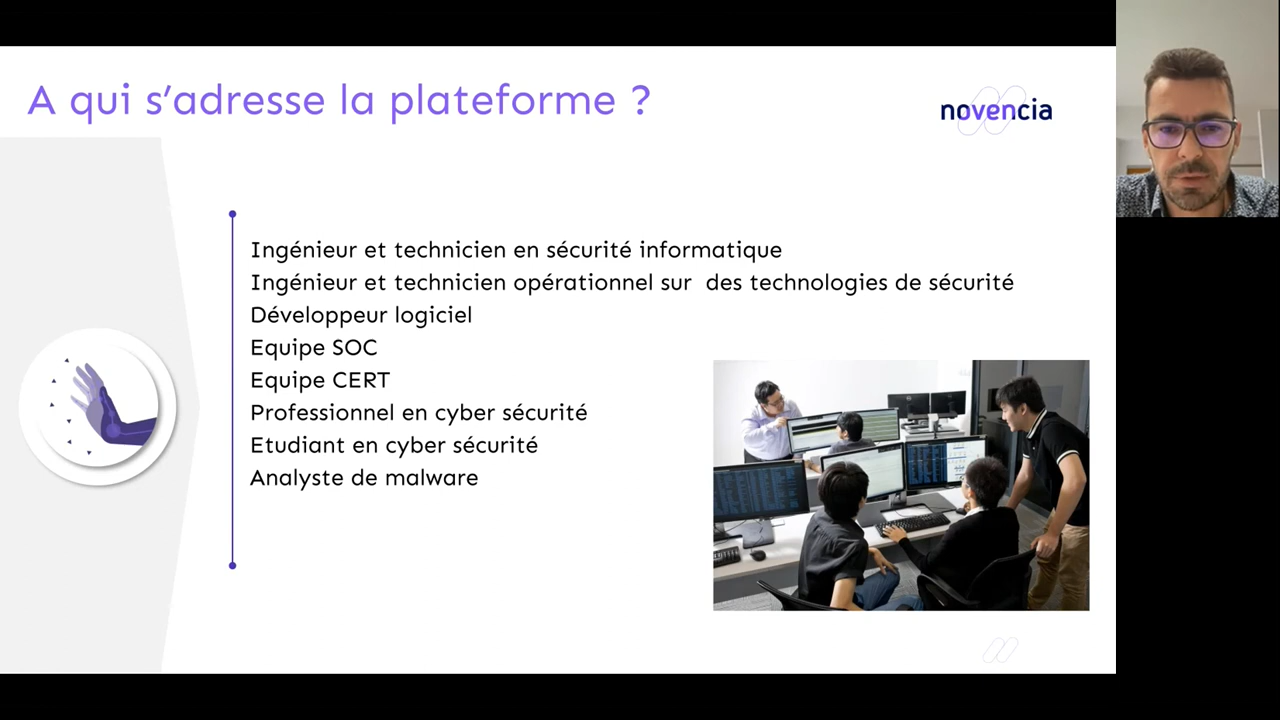 A qui s’adresse la plateforme ?
novencia
Ingénieur et technicien en sécurité informatique
Ingénieur et technicien opérationnel sur  des technologies de sécurité
Développeur logiciel
Equipe SOC
Equipe CERT
Professionnel en cyber sécurité
Etudiant en cyber sécurité
Analyste de malware